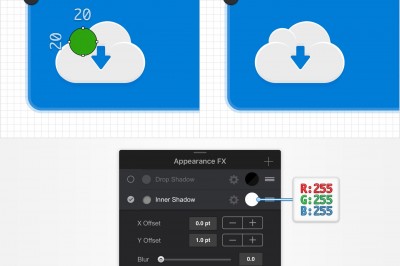 20
20
Appearance FX
Drop Shadow
Inner Shadow
R:255
G:255
B:255
X Offset
0.0 pt
Y Offset
1.0 pt
Blur
0.0